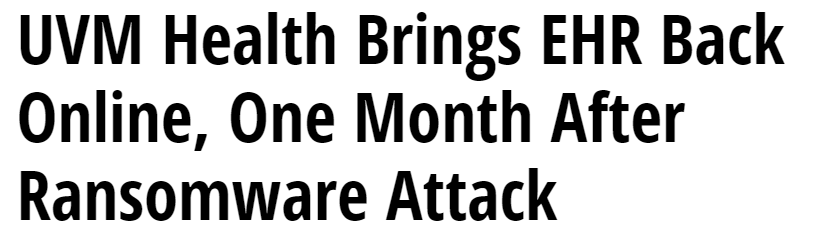 UVM Health Brings EHR Back
Online, One Month After
Ransomware Attack